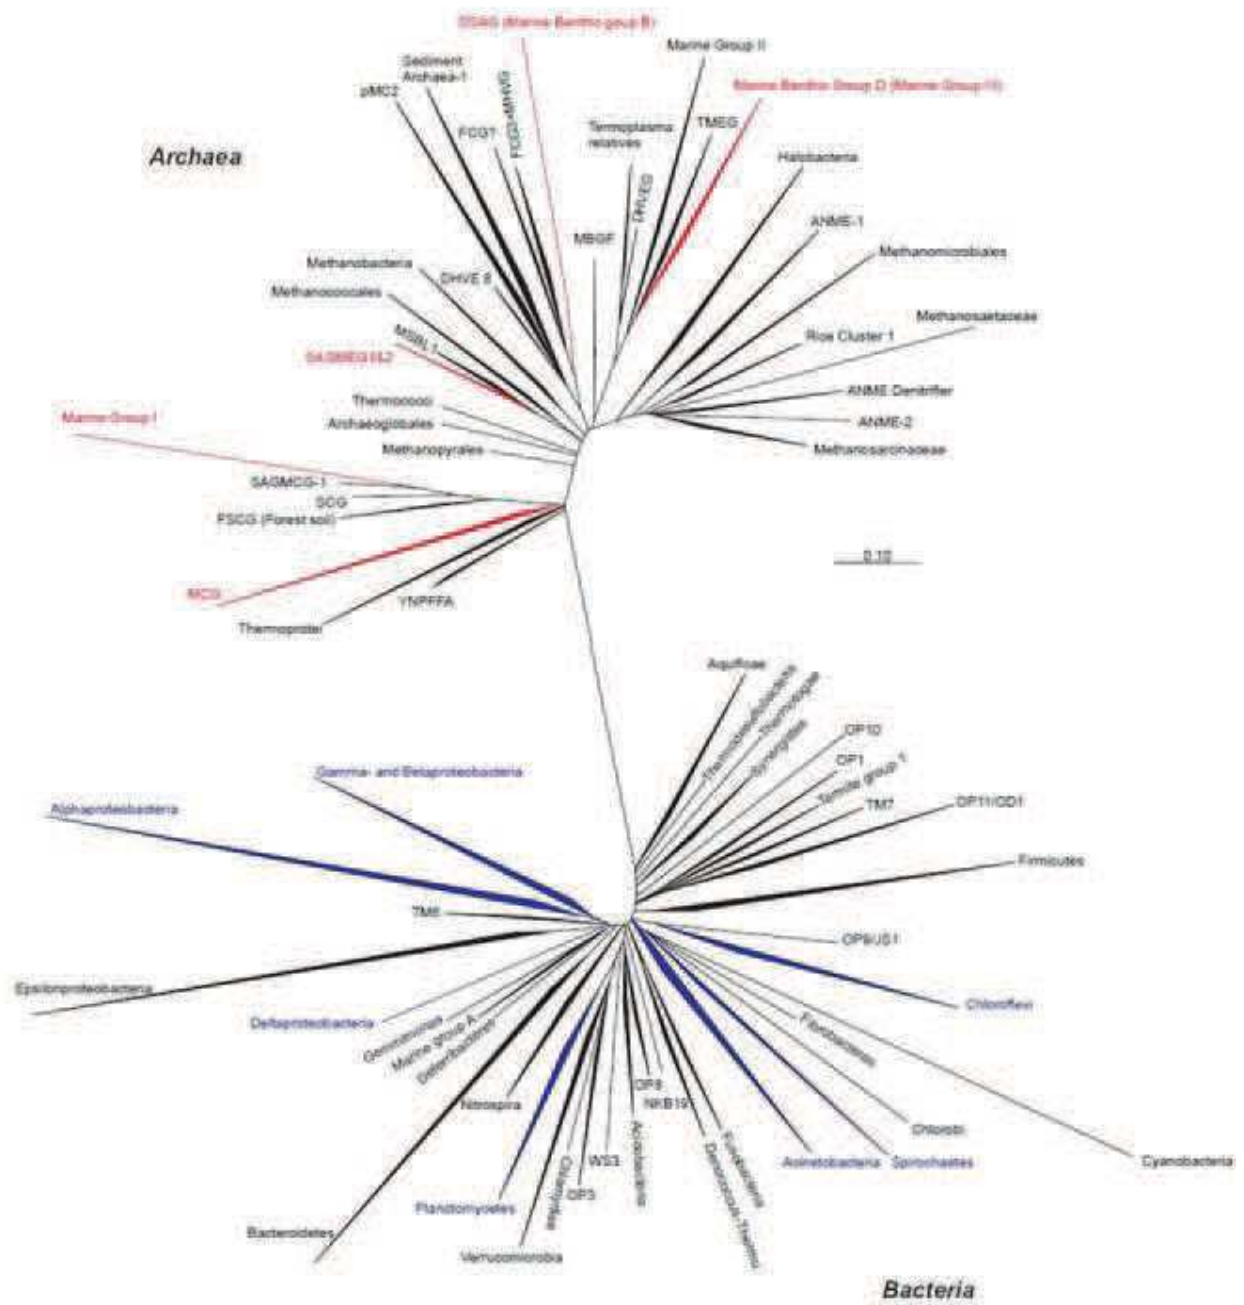 DSAG (Marine Benthic goup B)
Marine Group II
Sediment
Archaea-1
pMC2
Marine Benthic Group D (Marine Group III)
FCG1
FCG2+MHVG
Termoplasma
relatives
TMEG
Archaea
Halobacteria
DHVEG
ANME-1
MBGF
Methanomicrobiales
Methanobacteria
DHVE 8
Methanococcales
Methanosaetaceae
MSBL1
Rice Cluster 1
SAGMEG1&2
ANME Denitrifier
Thermococci
Marine Group I
Archaeoglobales
ANME-2
Methanopyrales
Methanosarcinaceae
SAGMCG-1
SCG
FSCG (Forest soil)
0.10
MCG
YNPFFA
Thermoprotei
Aquificae
Thermodesulfobacteria
Thermotogae
Synergistes
OP10
OP1
Termite group 1
Gamma- and Betaproteobacteria
Alphaproteobacteria
TM7
OP11/OD1
Firmicutes
TM6
OP9/JS1
Epsilonproteobacteria
Chloroflexi
Deltaproteobacteria
Gemmimonas
Marine group A
Deferribacteres
Fibrobacteres
Nitrospira
OP8
NKB19
Chlorobi
Acidobacteria
Fusobacteria
Deinococcus-Thermus
Actinetobacteria
Spirochaetes
Cyanobacteria
WS3
Chlamydiae
OP3
Planctomycetes
Bacteroidetes
Verrucomicrobia
Bacteria